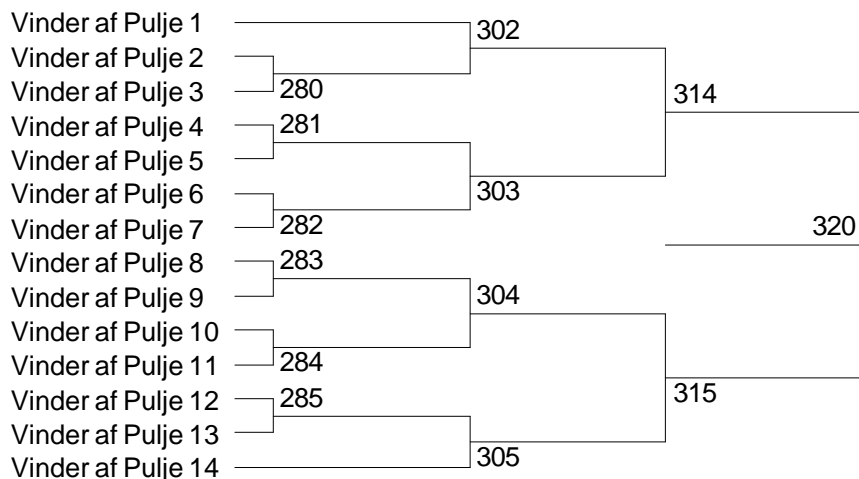 Vinder af Pulje 1
302
Vinder af Pulje 2
Vinder af Pulje 3
280
314
Vinder af Pulje 4
281
Vinder af Pulje 5
303
Vinder af Pulje 6
Vinder af Pulje 7
282
320
Vinder af Pulje 8
283
Vinder af Pulje 9
304
Vinder af Pulje 10
Vinder af Pulje 11
284
Vinder af Pulje 12
285
315
Vinder af Pulje 13
305
Vinder af Pulje 14